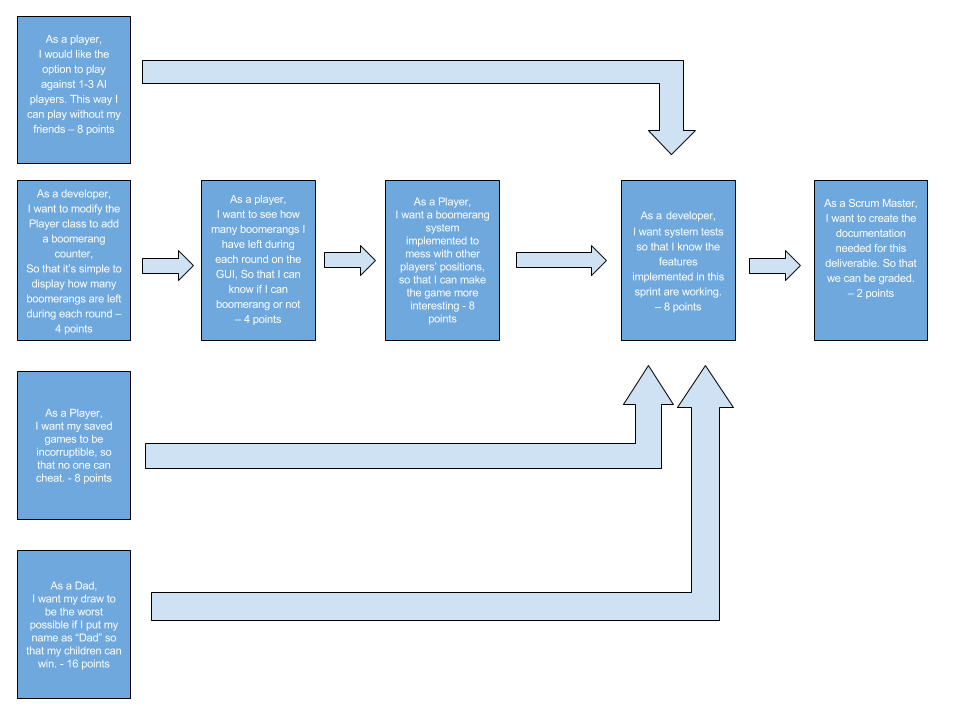 As a player,
I would like the
option to play
against 1-3 AI
players. This way I
can play without my
friends – 8 points
As a developer,
I want to modify the
Player class to add
a boomerang
counter,
So that it's simple to
display how many
boomerangs are left
during each round –
4 points
As a player,
I want to see how
many boomerangs I
have left during
each round on the
GUI, So that I can
know if I can
boomerang or not
– 4 points
As a Player,
I want a boomerang
system
implemented to
mess with other
players' positions,
so that I can make
the game more
interesting - 8
points
As a developer,
I want system tests
so that I know the
features
implemented in this
sprint are working.
– 8 points
As a Scrum Master,
I want to create the
documentation
needed for this
deliverable. So that
we can be graded.
– 2 points
As a Player,
I want my saved
games to be
incorruptible, so
that no one can
cheat. - 8 points
As a Dad,
I want my draw to
be the worst
possible if I put my
name as “Dad” so
that my children can
win. - 16 points